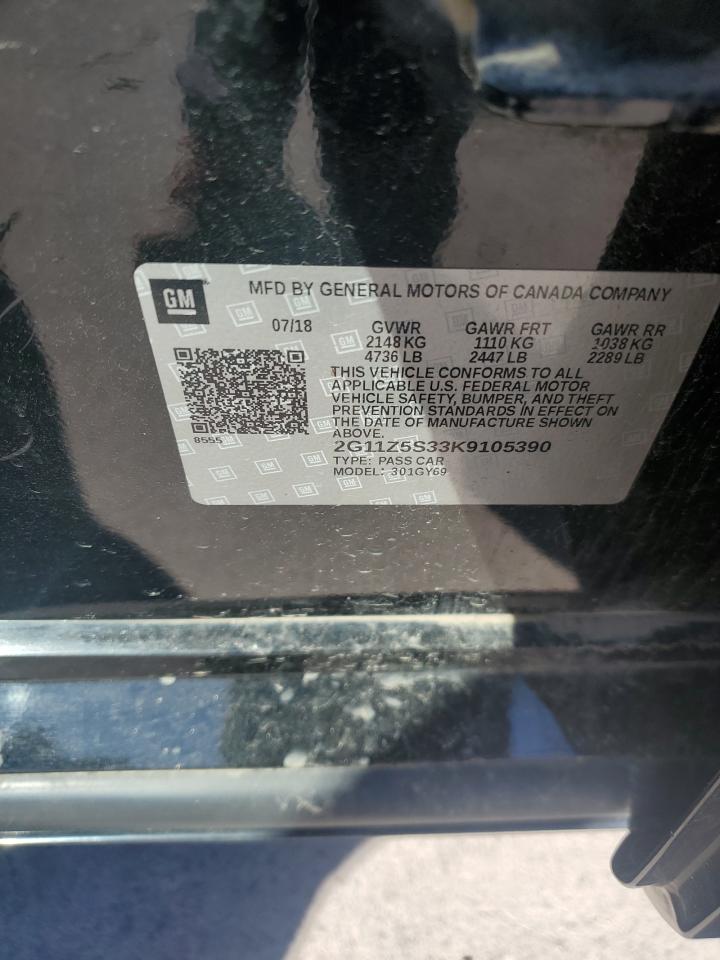 GM
MFD BY GENERAL MOTORS OF CANADA COMPANY
07/18 GVWR GAWR FRT GAWR RR
2148 KG 1110 KG 1038 KG
4736 LB 2447 LB 2289 LB
THIS VEHICLE CONFORMS TO ALL
APPLICABLE U.S. FEDERAL MOTOR
VEHICLE SAFETY, BUMPER, AND THEFT
PREVENTION STANDARDS IN EFFECT ON
THE DATE OF MANUFACTURE SHOWN
ABOVE.
8555
2G11Z5S33K9105390
TYPE: PASS CAR
MODEL: 301GY69